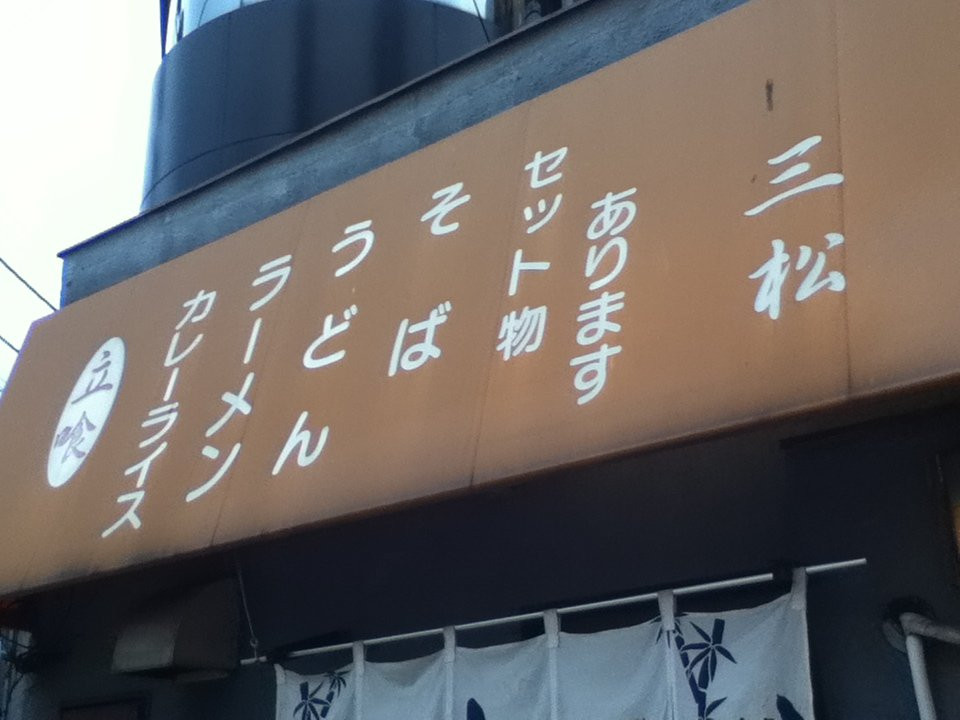 三松
セット物
あります
そば
うどん
ラーメン
カレーライス
立喰